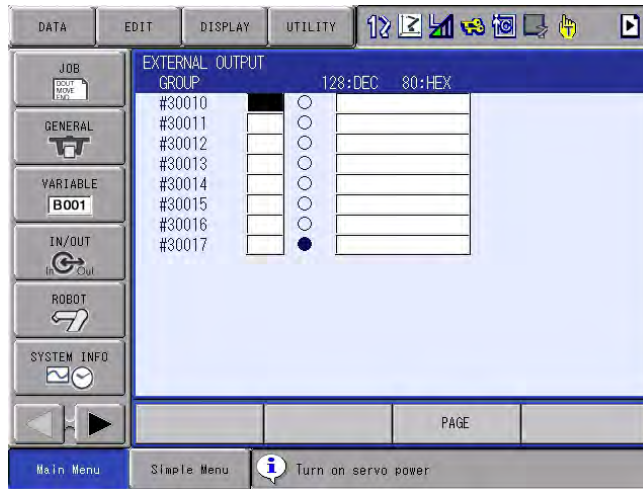 DATA EDIT DISPLAY UTILITY
JOB
DOUT
MOVE
END
GENERAL
VARIABLE
B001
IN/OUT
In Out
ROBOT
SYSTEM INFO
EXTERNAL OUTPUT
GROUP 128:DEC 80:HEX
#30010
#30011
#30012
#30013
#30014
#30015
#30016
#30017
PAGE
Main Menu Simple Menu Turn on servo power